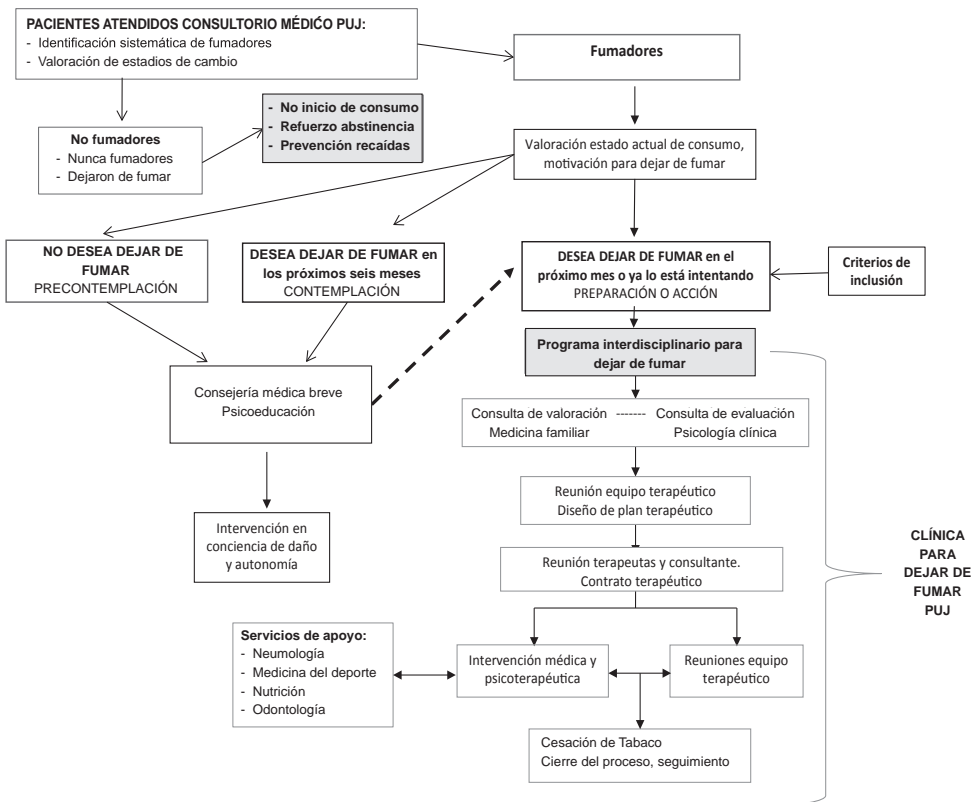 PACIENTES ATENDIDOS CONSULTORIO MÉDIĆO PUJ:
- Identificación sistemática de fumadores
- Valoración de estadios de cambio
Fumadores
No fumadores
- Nunca fumadores
- Dejaron de fumar
- No inicio de consumo
- Refuerzo abstinencia
- Prevención recaídas
Valoración estado actual de consumo,
motivación para dejar de fumar
NO DESEA DEJAR DE
FUMAR
PRECONTEMPLACIÓN
DESEA DEJAR DE FUMAR en
los próximos seis meses
CONTEMPLACIÓN
DESEA DEJAR DE FUMAR en el
próximo mes o ya lo está intentando
PREPARACIÓN O ACCIÓN
Criterios de
inclusión
Programa interdisciplinario para
dejar de fumar
Consejería médica breve
Psicoeducación
Consulta de valoración ------- Consulta de evaluación
Medicina familiar Psicología clínica
Reunión equipo terapéutico
Diseño de plan terapéutico
Intervención en
conciencia de daño
y autonomía
Reunión terapeutas y consultante.
Contrato terapéutico
CLÍNICA
PARA
DEJAR DE
FUMAR
PUJ
Servicios de apoyo:
- Neumología
- Medicina del deporte
- Nutrición
- Odontología
Intervención médica y
psicoterapéutica
Reuniones equipo
terapéutico
Cesación de Tabaco
Cierre del proceso, seguimiento